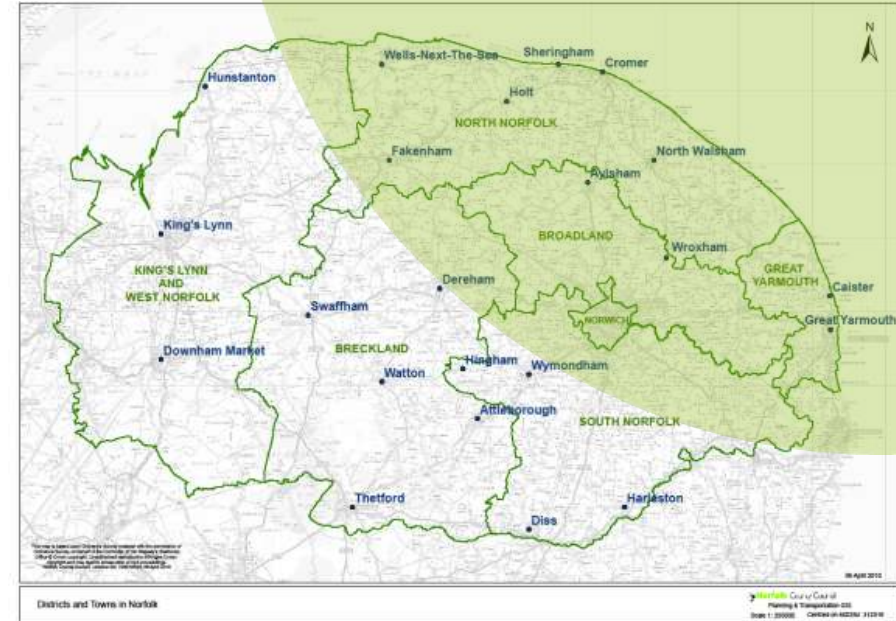 N
Wells-Next-The-Sea
Sheringham
Cromer
Hunstanton
Holt
NORTH NORFOLK
Fakenham
North Walsham
Aylsham
King's Lynn
BROADLAND
Wroxham
KING'S LYNN
AND
WEST NORFOLK
GREAT
YARMOUTH
Dereham
Caister
Swaffham
NORWICH
Great Yarmouth
BRECKLAND
Downham Market
Hingham
Wymondham
Watton
Attleborough
SOUTH NORFOLK
Thetford
Harleston
Diss
Districts and Towns in Norfolk
Norfolk County Council
Planning & Transportation